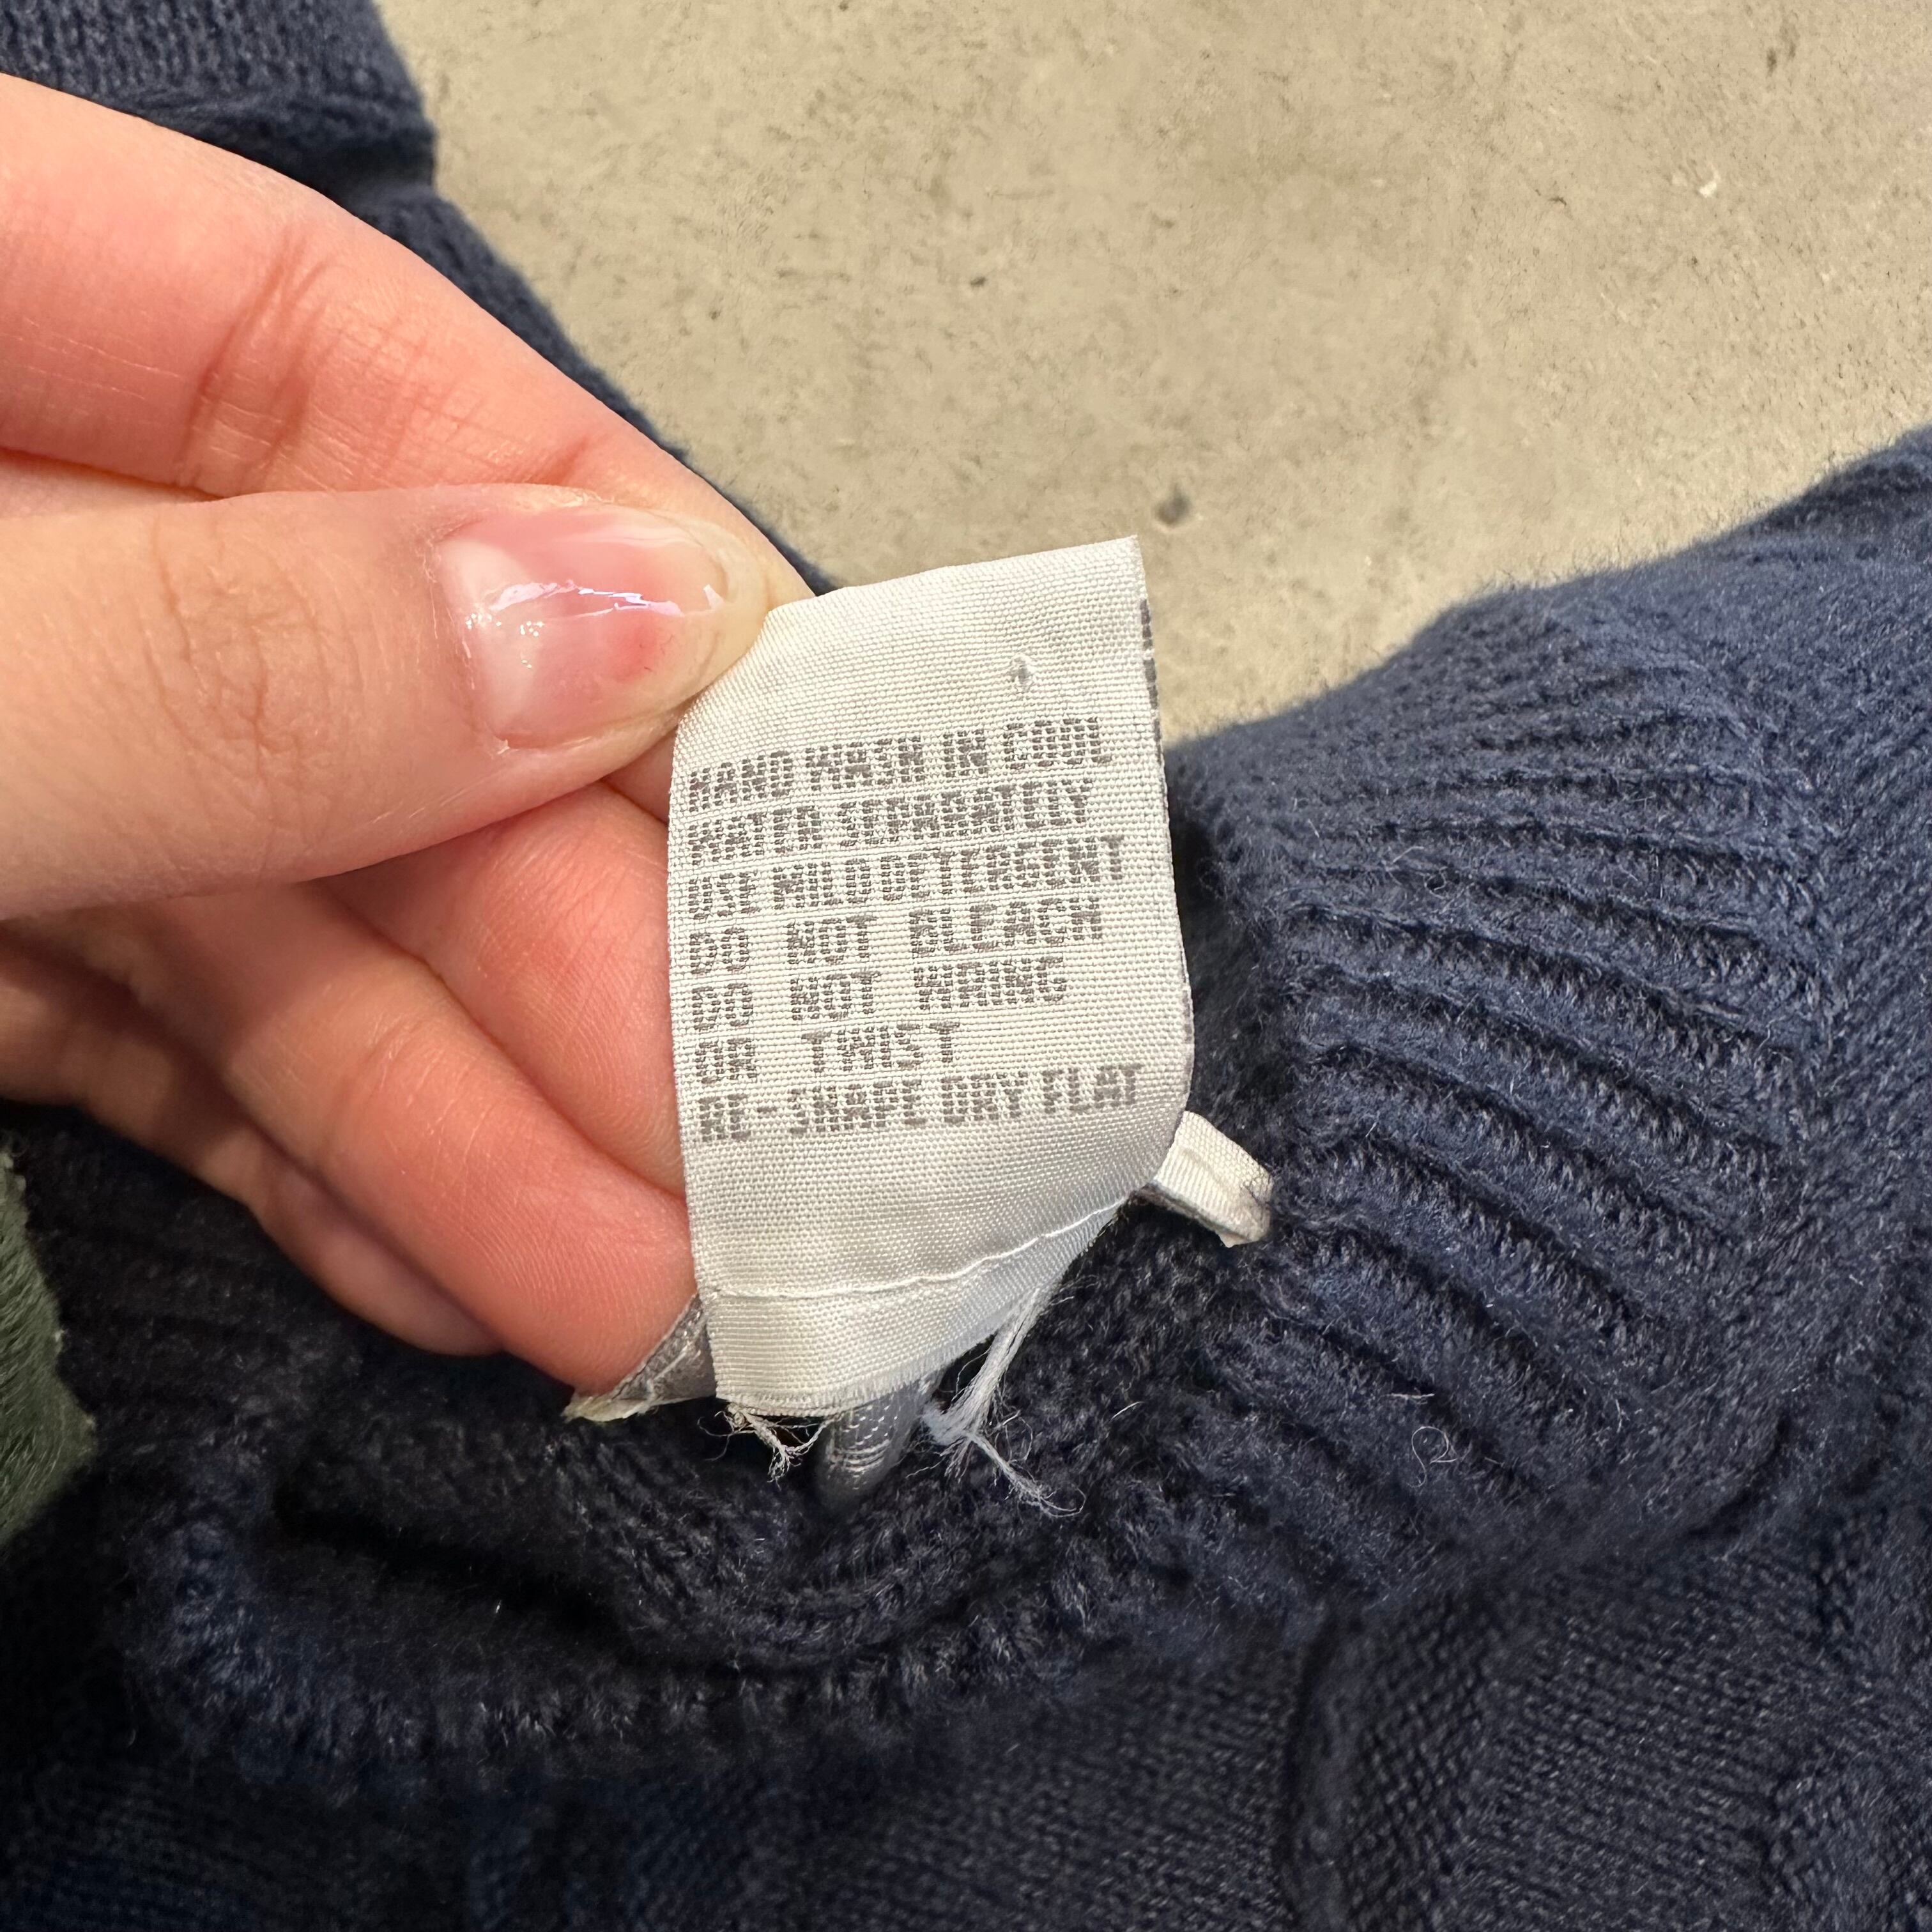 HAND WASH IN COOL
WATER SEPARATELY
USE MILD DETERGENT
DO NOT BLEACH
DO NOT WRING
OR TWIST
RE-SHAPE DRY FLAT